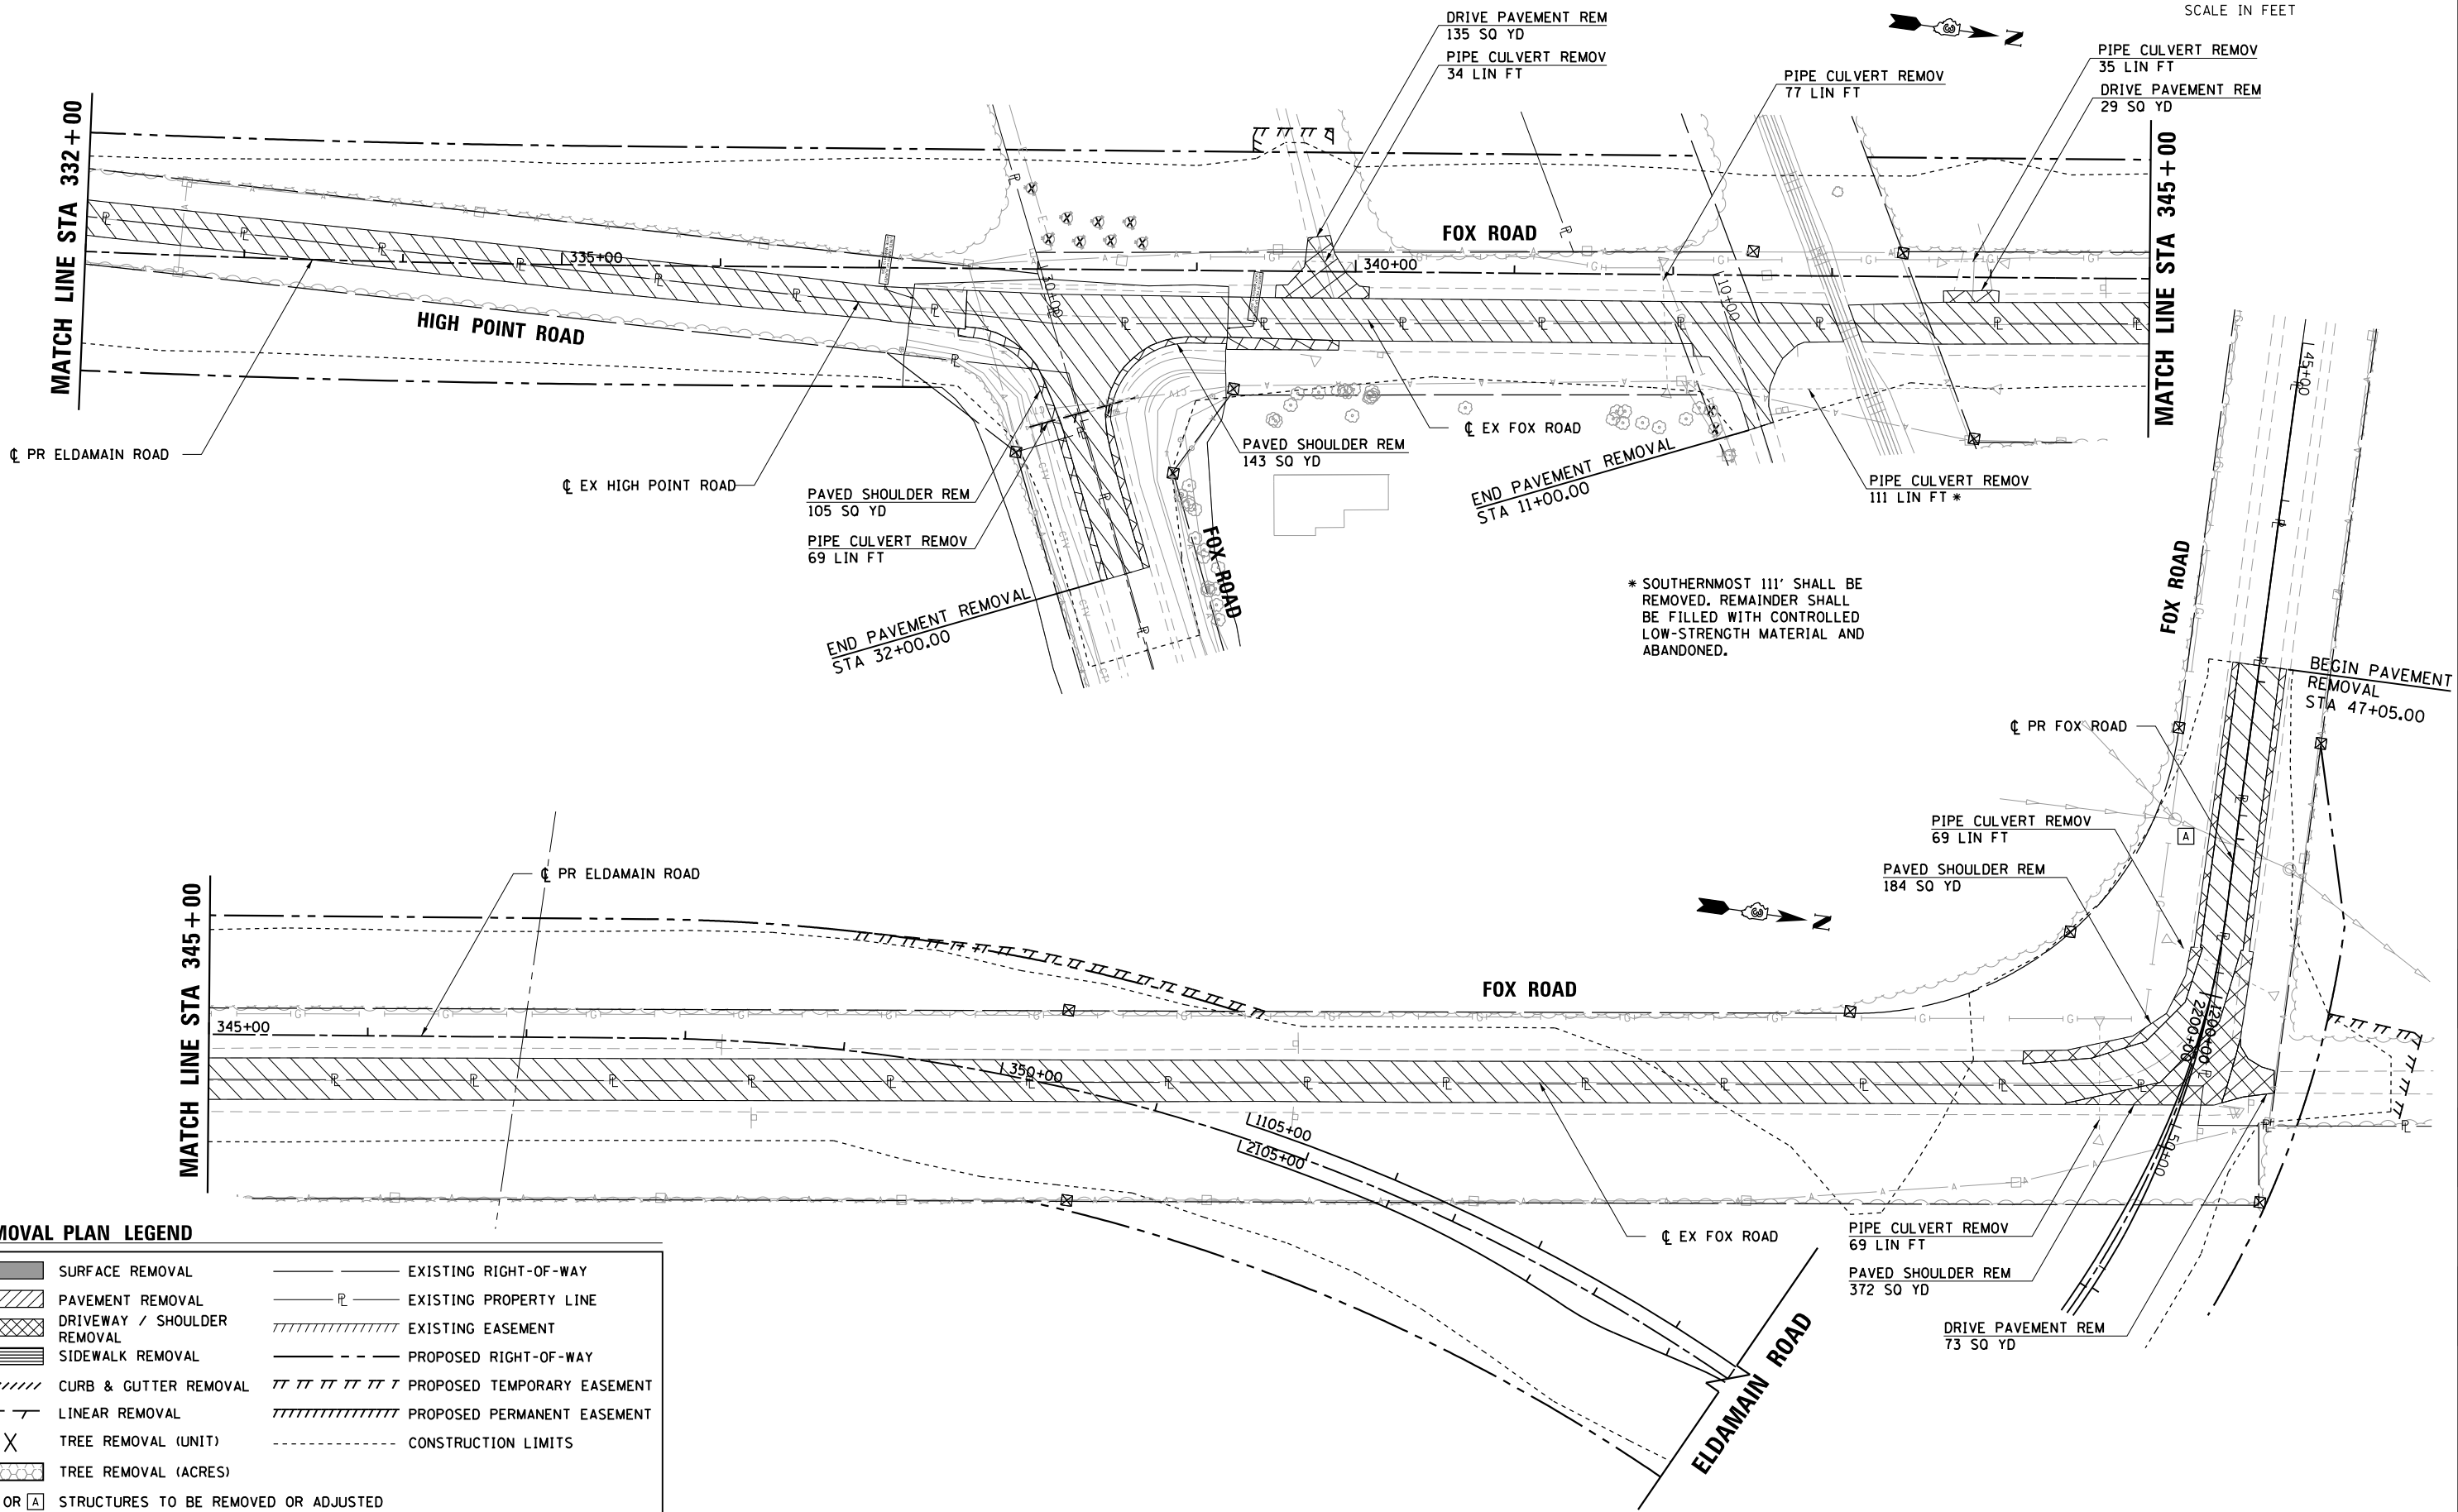 SCALE IN FEET
DRIVE PAVEMENT REM
135 SQ YD
PIPE CULVERT REMOV
34 LIN FT
N
PIPE CULVERT REMOV
77 LIN FT
PIPE CULVERT REMOV
35 LIN FT
DRIVE PAVEMENT REM
29 SQ YD
MATCH LINE STA 332+00
MATCH LINE STA 345+00
FOX ROAD
335+00
340+00
30+00
10+00
HIGH POINT ROAD
℄ PR ELDAMAIN ROAD
℄ EX HIGH POINT ROAD
℄ EX FOX ROAD
PAVED SHOULDER REM
143 SQ YD
PAVED SHOULDER REM
105 SQ YD
PIPE CULVERT REMOV
69 LIN FT
END PAVEMENT REMOVAL
STA 11+00.00
PIPE CULVERT REMOV
111 LIN FT *
END PAVEMENT REMOVAL
STA 32+00.00
FOX ROAD
* SOUTHERNMOST 111' SHALL BE
REMOVED. REMAINDER SHALL
BE FILLED WITH CONTROLLED
LOW-STRENGTH MATERIAL AND
ABANDONED.
45+00
FOX ROAD
BEGIN PAVEMENT
REMOVAL
STA 47+05.00
℄ PR FOX ROAD
PIPE CULVERT REMOV
69 LIN FT
A
PAVED SHOULDER REM
184 SQ YD
N
℄ PR ELDAMAIN ROAD
MATCH LINE STA 345+00
FOX ROAD
345+00
350+00
1200+00
2200+00
50+00
1105+00
2105+00
℄ EX FOX ROAD
PIPE CULVERT REMOV
69 LIN FT
PAVED SHOULDER REM
372 SQ YD
DRIVE PAVEMENT REM
73 SQ YD
ELDAMAIN ROAD
MOVAL PLAN LEGEND
SURFACE REMOVAL
EXISTING RIGHT-OF-WAY
PAVEMENT REMOVAL
EXISTING PROPERTY LINE
DRIVEWAY / SHOULDER
REMOVAL
EXISTING EASEMENT
SIDEWALK REMOVAL
PROPOSED RIGHT-OF-WAY
CURB & GUTTER REMOVAL
PROPOSED TEMPORARY EASEMENT
LINEAR REMOVAL
PROPOSED PERMANENT EASEMENT
X TREE REMOVAL (UNIT)
CONSTRUCTION LIMITS
TREE REMOVAL (ACRES)
OR A STRUCTURES TO BE REMOVED OR ADJUSTED